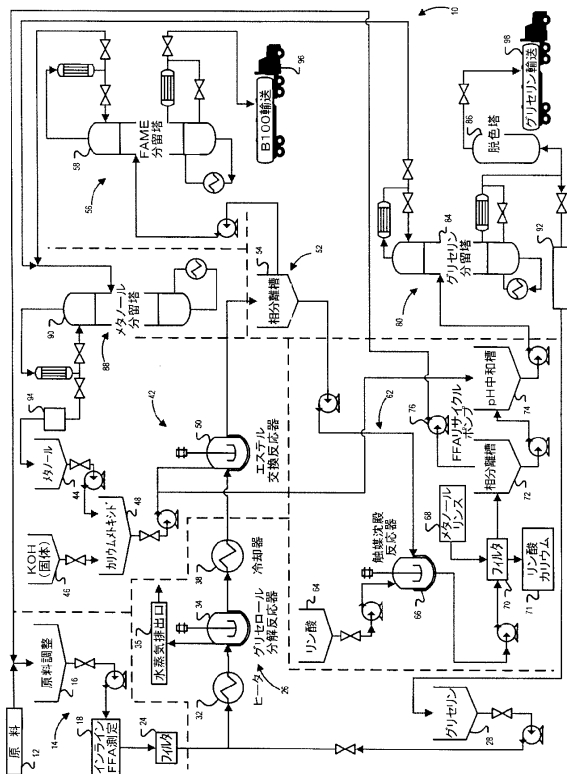 10
原料
12
14
原料調整
16
インライン
FFA測定
18
フィルタ
24
ヒータ
32
26
グリセロール
分解反応器
34
水蒸気排出口
35
冷却器
38
グリセリン
28
KOH
(固体)
46
メタノール
44
カリウムメトキシド
48
42
エステル
交換反応器
50
94
メタノール
分留塔
90
88
相分離槽
54
52
FAME
分留塔
58
56
B100輸送
96
62
リン酸
64
触媒沈殿
反応器
66
メタノール
リンス
68
フィルタ
70
リン酸
カリウム
71
相分離槽
72
FFAリサイクル
ポンプ
76
pH中和槽
74
グリセリン
分留塔
84
80
脱色塔
86
92
グリセリン輸送
98